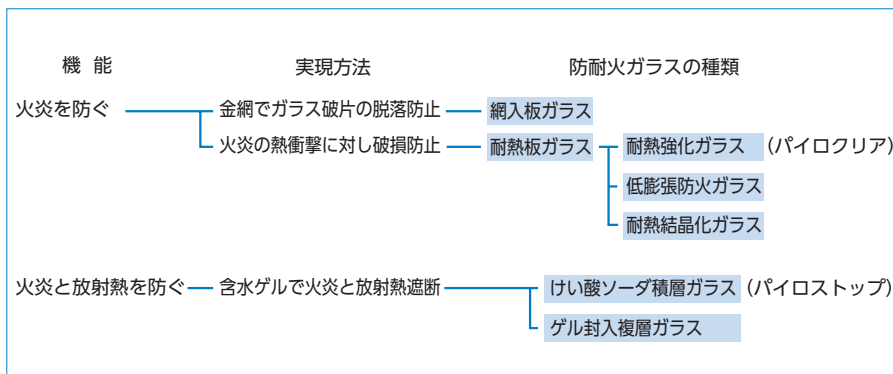 機 能 実現方法 防耐火ガラスの種類
火炎を防ぐ 金網でガラス破片の脱落防止 網入板ガラス
火炎の熱衝撃に対し破損防止 耐熱板ガラス 耐熱強化ガラス (パイロクリア)
低膨張防火ガラス
耐熱結晶化ガラス
火炎と放射熱を防ぐ 含水ゲルで火炎と放射熱遮断 けい酸ソーダ積層ガラス (パイロストップ)
ゲル封入複層ガラス